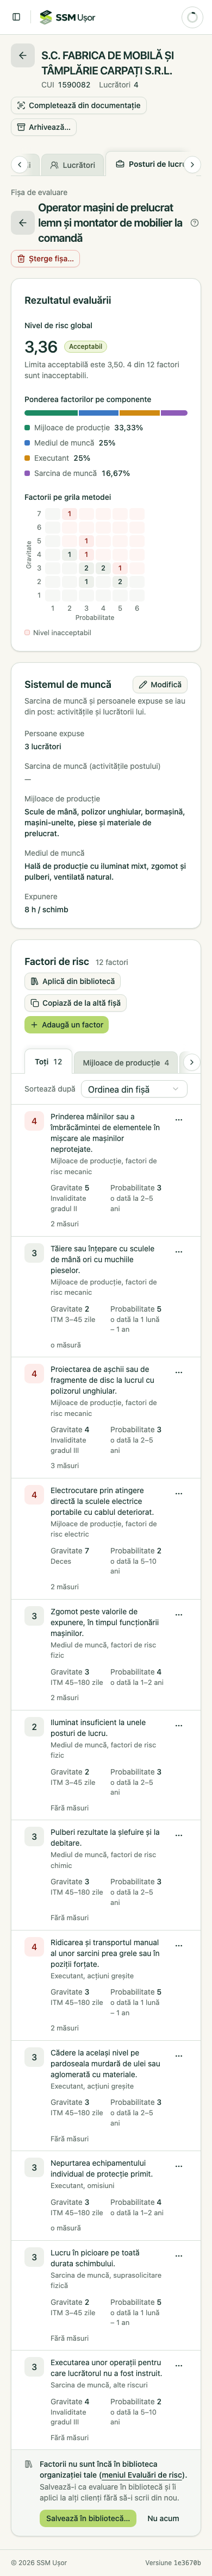 SSM Ușor
S.C. FABRICA DE MOBILĂ ȘI
TÂMPLĂRIE CARPAȚI S.R.L.
CUI 1590082 Lucrători 4
Completează din documentație
Arhivează...
i
Lucrători
Posturi de lucru
Fișa de evaluare
Operator mașini de prelucrat
lemn și montator de mobilier la
comandă
Șterge fișa...
Rezultatul evaluării
Nivel de risc global
3,36 Acceptabil
Limita acceptabilă este 3,50. 4 din 12 factori
sunt inacceptabili.
Ponderea factorilor pe componente
Mijloace de producție 33,33%
Mediul de muncă 25%
Executant 25%
Sarcina de muncă 16,67%
Factorii pe grila metodei
Gravitate
7 1
6
5 1
4 1 1
3 2 2 1
2 1 2
1
1 2 3 4 5 6
Probabilitate
Nivel inacceptabil
Sistemul de muncă
Modifică
Sarcina de muncă și persoanele expuse se iau
din post: activitățile și lucrătorii lui.
Persoane expuse
3 lucrători
Sarcina de muncă (activitățile postului)
—
Mijloace de producție
Scule de mână, polizor unghiular, bormașină,
mașini-unelte, piese și materiale de
prelucrat.
Mediul de muncă
Hală de producție cu iluminat mixt, zgomot și
pulberi, ventilată natural.
Expunere
8 h / schimb
Factori de risc 12 factori
Aplică din bibliotecă
Copiază de la altă fișă
Adaugă un factor
Toți 12
Mijloace de producție 4
Sortează după
Ordinea din fișă
4
Prinderea mâinilor sau a
îmbrăcămintei de elementele în
mișcare ale mașinilor
neprotejate.
Mijloace de producție, factori de
risc mecanic
Gravitate 5 Probabilitate 3
Invaliditate o dată la 2–5
gradul II ani
2 măsuri
3
Tăiere sau înțepare cu sculele
de mână ori cu muchiile
pieselor.
Mijloace de producție, factori de
risc mecanic
Gravitate 2 Probabilitate 5
ITM 3–45 zile o dată la 1 lună
– 1 an
o măsură
4
Proiectarea de așchii sau de
fragmente de disc la lucrul cu
polizorul unghiular.
Mijloace de producție, factori de
risc mecanic
Gravitate 4 Probabilitate 3
Invaliditate o dată la 2–5
gradul III ani
3 măsuri
4
Electrocutare prin atingere
directă la sculele electrice
portabile cu cablul deteriorat.
Mijloace de producție, factori de
risc electric
Gravitate 7 Probabilitate 2
Deces o dată la 5–10
ani
2 măsuri
3
Zgomot peste valorile de
expunere, în timpul funcționării
mașinilor.
Mediul de muncă, factori de risc
fizic
Gravitate 3 Probabilitate 4
ITM 45–180 zile o dată la 1–2 ani
2 măsuri
2
Iluminat insuficient la unele
posturi de lucru.
Mediul de muncă, factori de risc
fizic
Gravitate 2 Probabilitate 3
ITM 3–45 zile o dată la 2–5
ani
Fără măsuri
3
Pulberi rezultate la șlefuire și la
debitare.
Mediul de muncă, factori de risc
chimic
Gravitate 3 Probabilitate 3
ITM 45–180 zile o dată la 2–5
ani
Fără măsuri
4
Ridicarea și transportul manual
al unor sarcini prea grele sau în
poziții forțate.
Executant, acțiuni greșite
Gravitate 3 Probabilitate 5
ITM 45–180 zile o dată la 1 lună
– 1 an
2 măsuri
3
Cădere la același nivel pe
pardoseala murdară de ulei sau
aglomerată cu materiale.
Executant, acțiuni greșite
Gravitate 3 Probabilitate 3
ITM 45–180 zile o dată la 2–5
ani
Fără măsuri
3
Nepurtarea echipamentului
individual de protecție primit.
Executant, omisiuni
Gravitate 3 Probabilitate 4
ITM 45–180 zile o dată la 1–2 ani
o măsură
3
Lucru în picioare pe toată
durata schimbului.
Sarcina de muncă, suprasolicitare
fizică
Gravitate 2 Probabilitate 5
ITM 3–45 zile o dată la 1 lună
– 1 an
Fără măsuri
3
Executarea unor operații pentru
care lucrătorul nu a fost instruit.
Sarcina de muncă, alte riscuri
Gravitate 4 Probabilitate 2
Invaliditate o dată la 5–10
gradul III ani
Fără măsuri
Factorii nu sunt încă în biblioteca
organizației tale (meniul Evaluări de risc).
Salvează-i ca evaluare în bibliotecă și îi
aplici la alți clienți fără să-i scrii din nou.
Salvează în bibliotecă...
Nu acum
© 2026 SSM Ușor Versiune 1e3670b